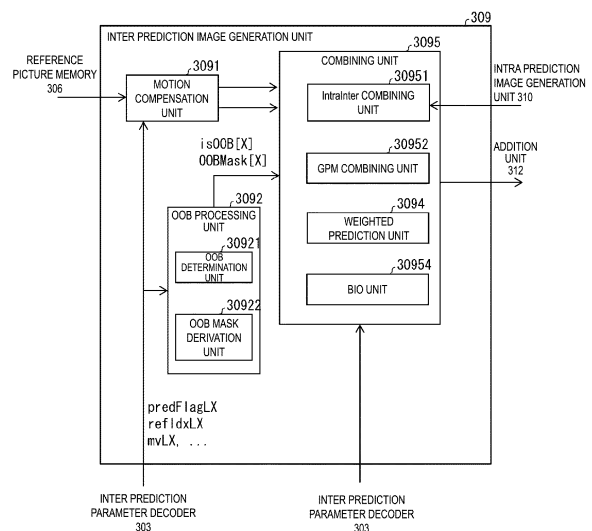 309
INTER PREDICTION IMAGE GENERATION UNIT
REFERENCE
PICTURE MEMORY
306
3091
MOTION
COMPENSATION
UNIT
3095
COMBINING UNIT
30951
IntraInter COMBINING
UNIT
INTRA PREDICTION
IMAGE GENERATION
UNIT 310
isOOB[X]
OOBMask[X]
30952
GPM COMBINING UNIT
ADDITION
UNIT
312
3092
OOB PROCESSING
UNIT
30921
OOB
DETERMINATION
UNIT
30922
OOB MASK
DERIVATION
UNIT
3094
WEIGHTED
PREDICTION UNIT
30954
BIO UNIT
predFlagLX
refIdxLX
mvLX, ...
INTER PREDICTION
PARAMETER DECODER
303
INTER PREDICTION
PARAMETER DECODER
303